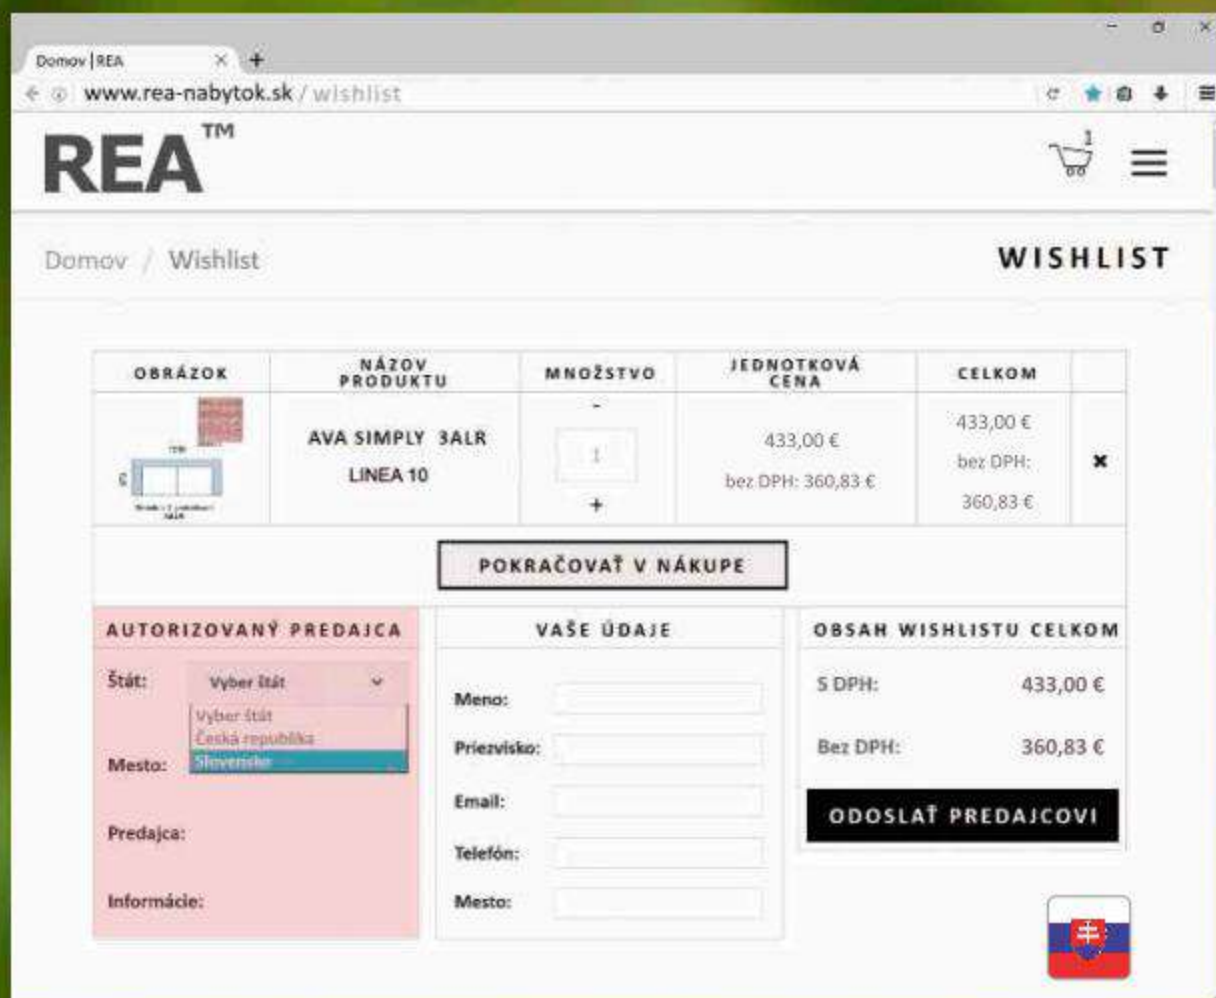 Domov | REA × +
www.rea-nabytok.sk / wishlist
REA™
1
Domov / Wishlist
WISHLIST
OBRÁZOK
NÁZOV
PRODUKTU
MNOŽSTVO
JEDNOTKOVÁ
CENA
CELKOM
AVA SIMPLY 3ALR
LINEA 10
-
1
+
433,00 €
bez DPH: 360,83 €
433,00 €
bez DPH:
360,83 €
✖
POKRAČOVAŤ V NÁKUPE
AUTORIZOVANÝ PREDAJCA
Štát:
Vyber štát
Vyber štát
Česká republika
Slovensko
Mesto:
Predajca:
Informácie:
VAŠE ÚDAJE
Meno:
Priezvisko:
Email:
Telefón:
Mesto:
OBSAH WISHLISTU CELKOM
S DPH: 433,00 €
Bez DPH: 360,83 €
ODOSLAŤ PREDAJCOVI